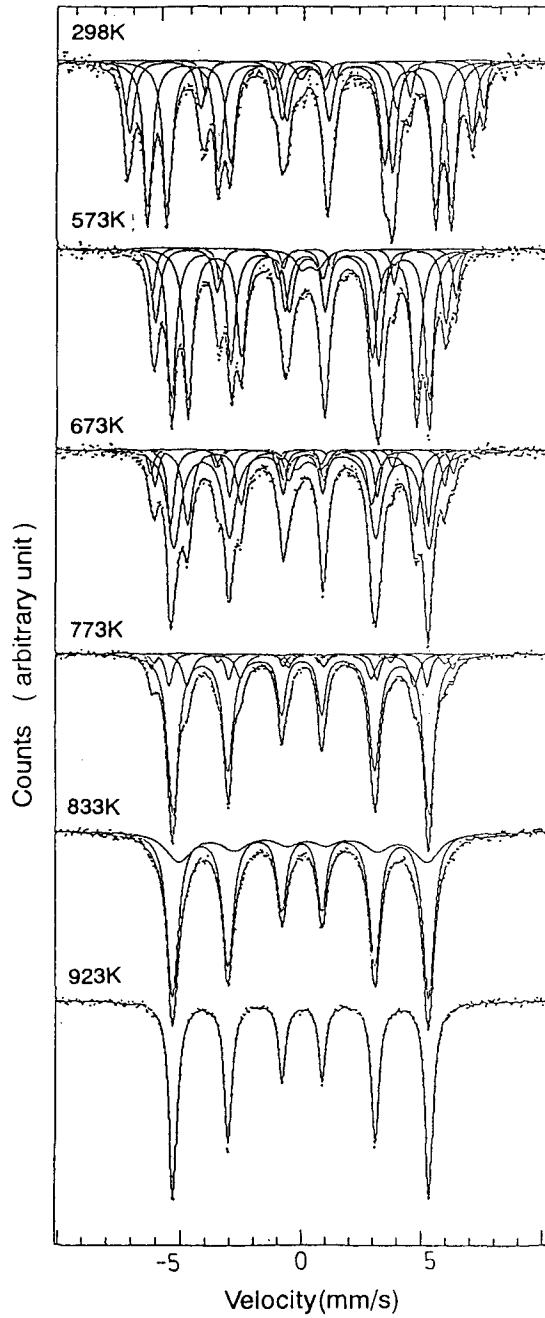 298K
573K
673K
773K
833K
923K
Counts ( arbitrary unit )
-5 0 5
Velocity(mm/s)